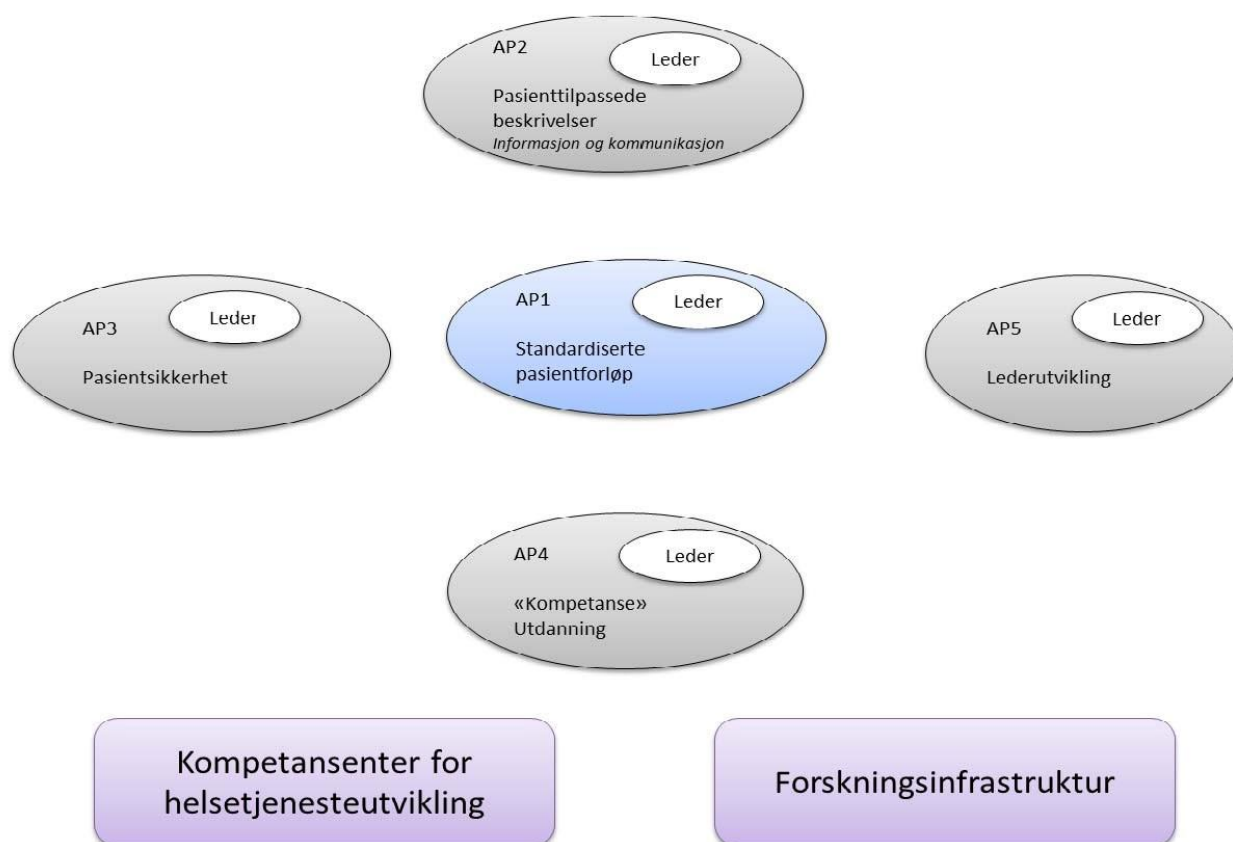 AP2
Leder
Pasienttilpassede
beskrivelser
Informasjon og kommunikasjon
AP3
Leder
Pasientsikkerhet
AP1
Leder
Standardiserte
pasientforløp
AP5
Leder
Lederutvikling
AP4
Leder
«Kompetanse»
Utdanning
Kompetansenter for
helsetjenesteutvikling
Forskningsinfrastruktur